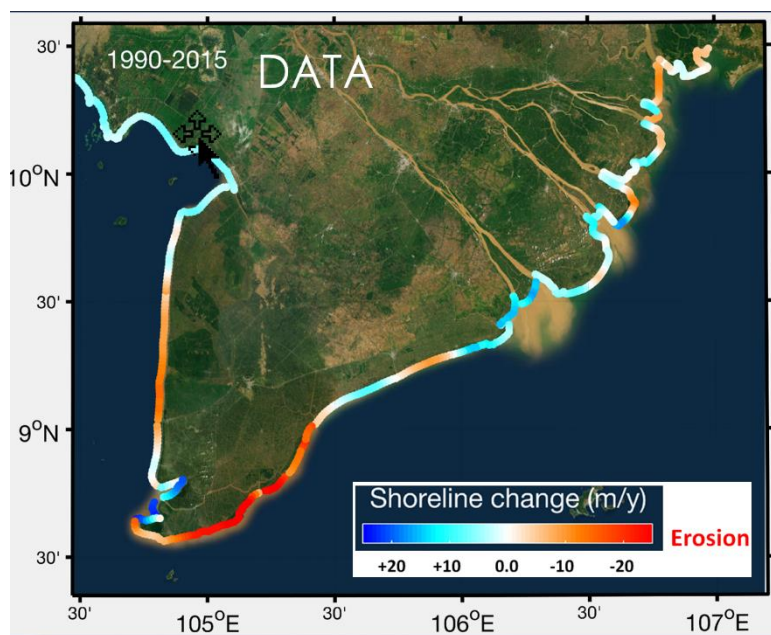 30'
1990-2015
DATA
10°N
30'
9°N
30'
Shoreline change (m/y)
Erosion
+20 +10 0.0 -10 -20
30' 105°E 30' 106°E 30' 107°E